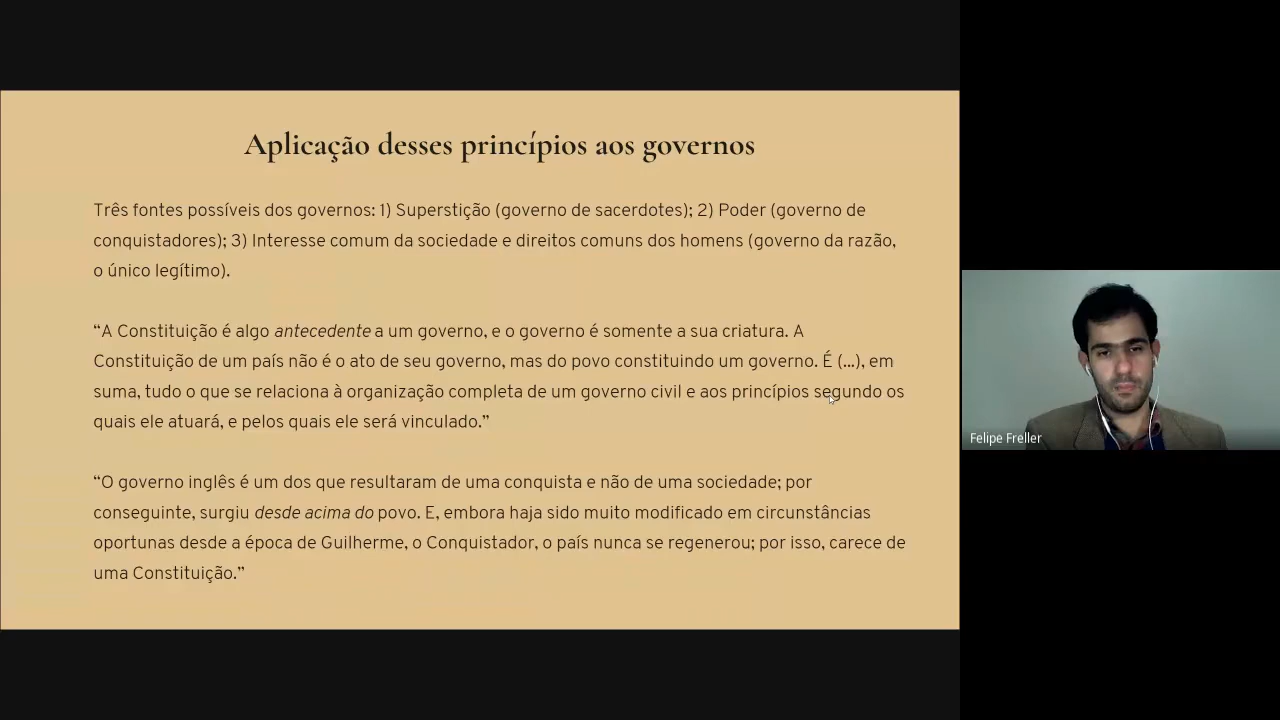 Aplicação desses princípios aos governos
Três fontes possíveis dos governos: 1) Superstição (governo de sacerdotes); 2) Poder (governo de
conquistadores); 3) Interesse comum da sociedade e direitos comuns dos homens (governo da razão,
o único legítimo).
“A Constituição é algo antecedente a um governo, e o governo é somente a sua criatura. A
Constituição de um país não é o ato de seu governo, mas do povo constituindo um governo. É (...), em
suma, tudo o que se relaciona à organização completa de um governo civil e aos princípios segundo os
quais ele atuará, e pelos quais ele será vinculado.”
“O governo inglês é um dos que resultaram de uma conquista e não de uma sociedade; por
conseguinte, surgiu desde acima do povo. E, embora haja sido muito modificado em circunstâncias
oportunas desde a época de Guilherme, o Conquistador, o país nunca se regenerou; por isso, carece de
uma Constituição.”
Felipe Freller